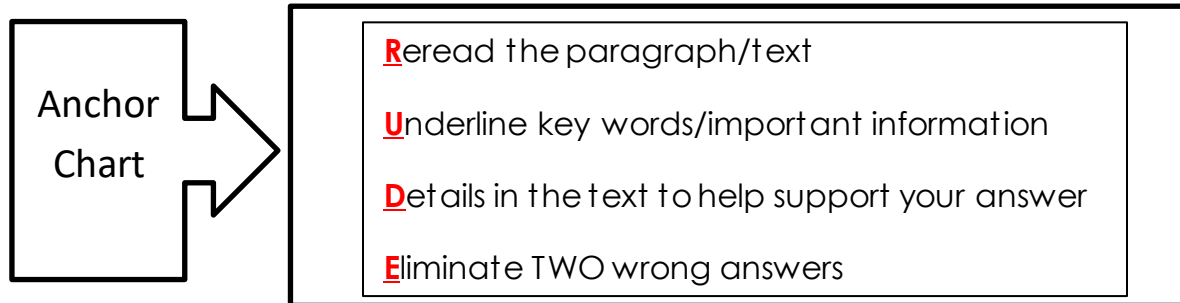 Anchor
Chart
Reread the paragraph/text
Underline key words/important information
Details in the text to help support your answer
Eliminate TWO wrong answers